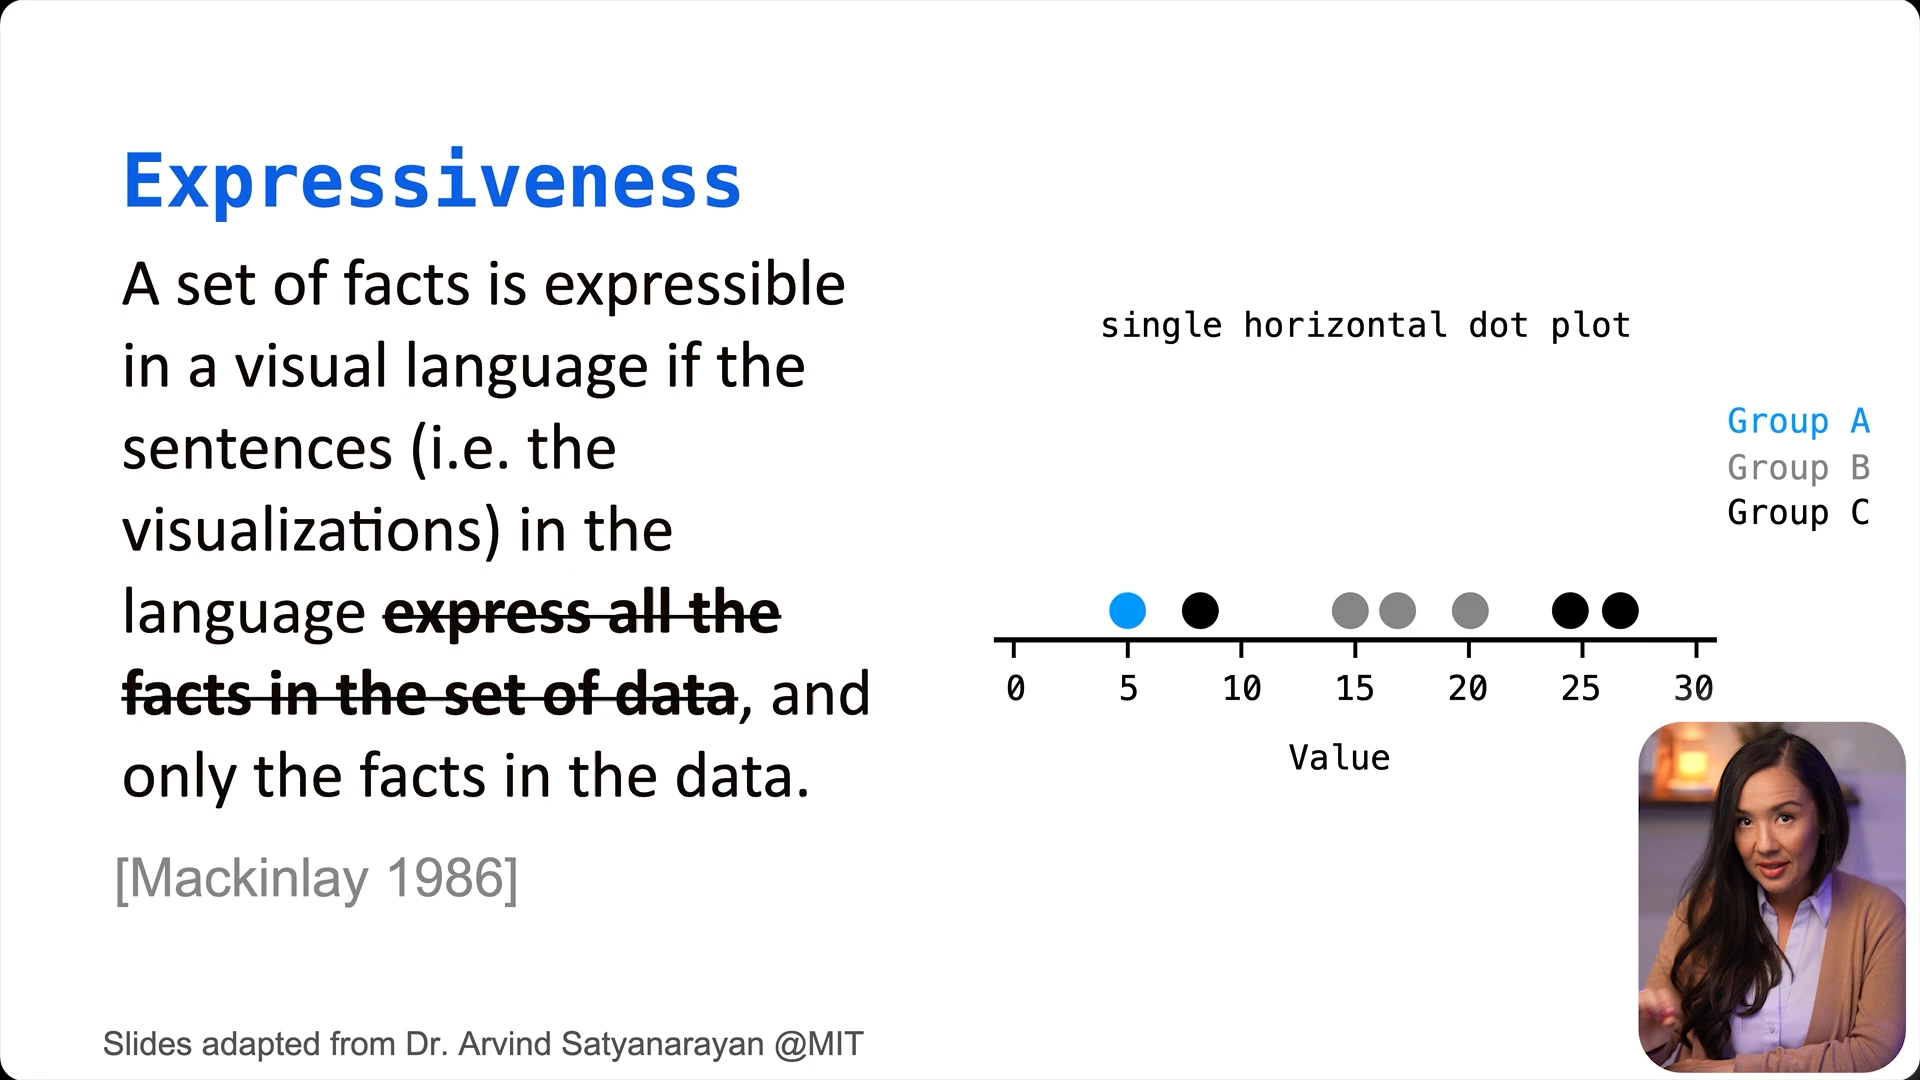 Expressiveness
A set of facts is expressible
in a visual language if the
sentences (i.e. the
visualizations) in the
language express all the
facts in the set of data, and
only the facts in the data.
[Mackinlay 1986]
single horizontal dot plot
Group A
Group B
Group C
0 5 10 15 20 25 30
Value
Slides adapted from Dr. Arvind Satyanarayan @MIT